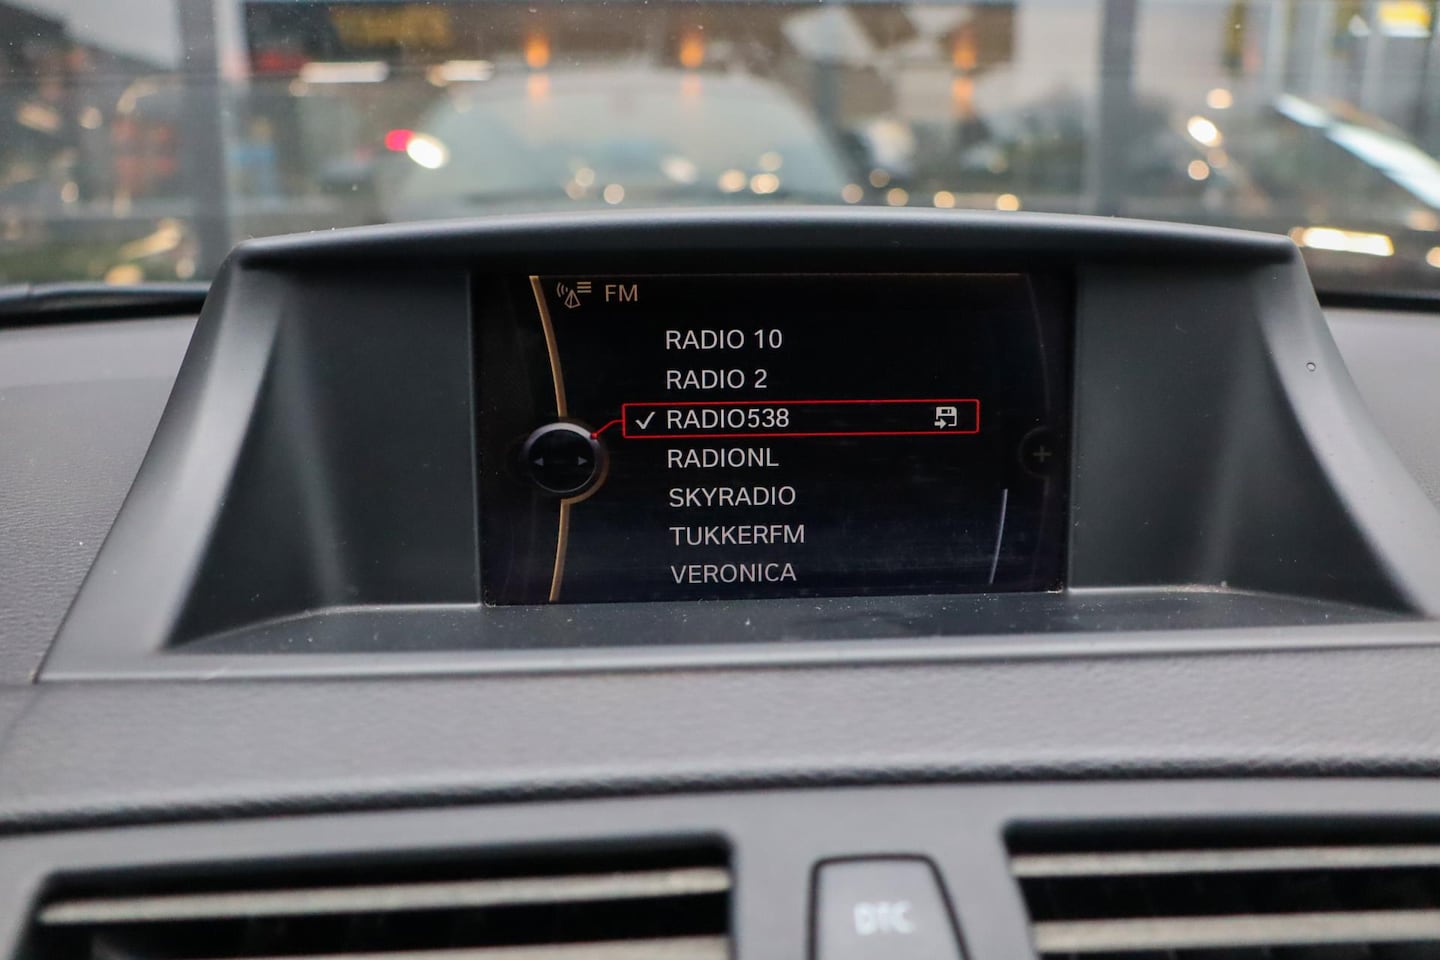 FM
RADIO 10
RADIO 2
RADIO538
RADIONL
SKYRADIO
TUKKERFM
VERONICA
DTC